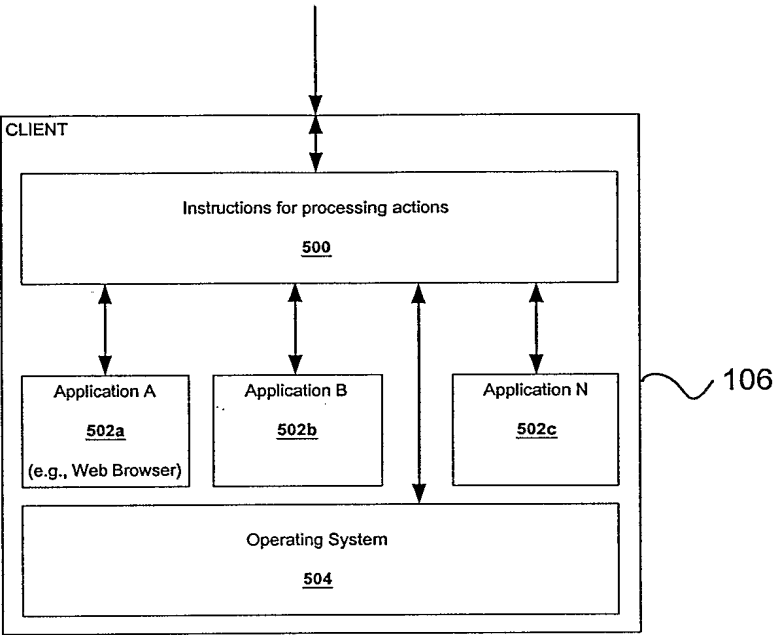 CLIENT
Instructions for processing actions
500
Application A
502a
(e.g., Web Browser)
Application B
502b
Application N
502c
106
Operating System
504